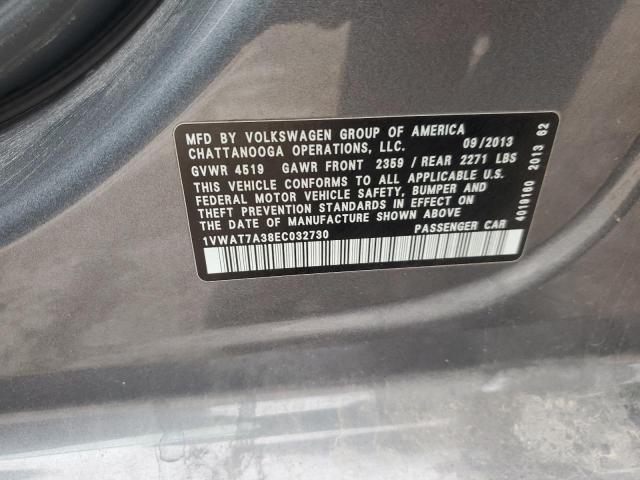 MFD BY VOLKSWAGEN GROUP OF AMERICA
CHATTANOOGA OPERATIONS, LLC. 09/2013
GVWR 4519 GAWR FRONT 2359 / REAR 2271 LBS
THIS VEHICLE CONFORMS TO ALL APPLICABLE U.S.
FEDERAL MOTOR VEHICLE SAFETY, BUMPER AND
THEFT PREVENTION STANDARDS IN EFFECT ON
THE DATE OF MANUFACTURE SHOWN ABOVE
1VWAT7A38EC032730 PASSENGER CAR
4019160 2013 62